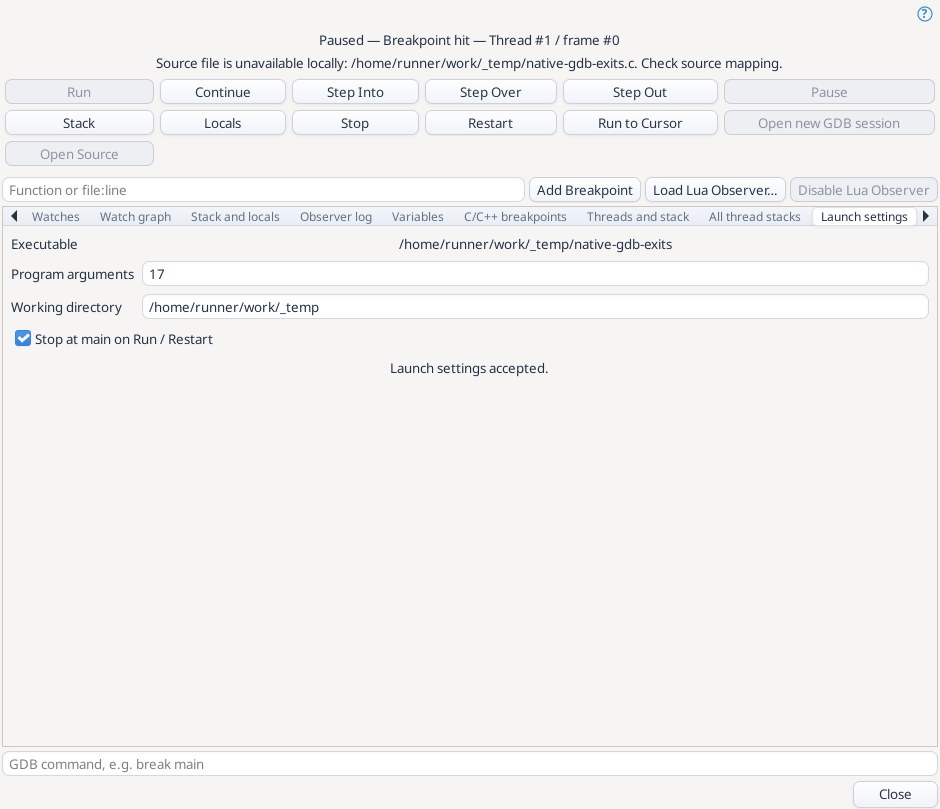 ?
Paused — Breakpoint hit — Thread #1 / frame #0
Source file is unavailable locally: /home/runner/work/_temp/native-gdb-exits.c. Check source mapping.
Run Continue Step Into Step Over Step Out Pause
Stack Locals Stop Restart Run to Cursor Open new GDB session
Open Source
Function or file:line Add Breakpoint Load Lua Observer... Disable Lua Observer
Watches Watch graph Stack and locals Observer log Variables C/C++ breakpoints Threads and stack All thread stacks Launch settings
Executable /home/runner/work/_temp/native-gdb-exits
Program arguments 17
Working directory /home/runner/work/_temp
Stop at main on Run / Restart
Launch settings accepted.
GDB command, e.g. break main
Close